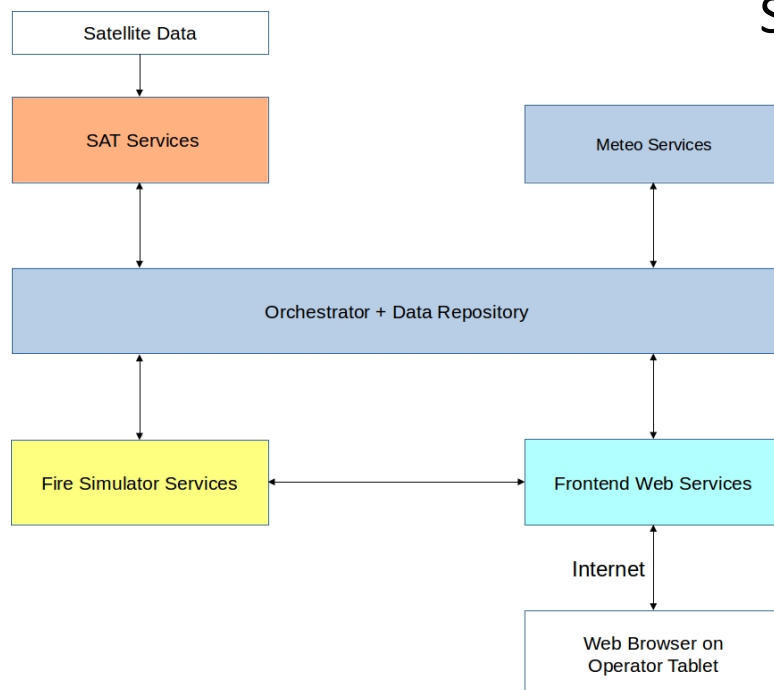 Satellite Data
SAT Services
Meteo Services
Orchestrator + Data Repository
Fire Simulator Services
Frontend Web Services
Internet
Web Browser on
Operator Tablet